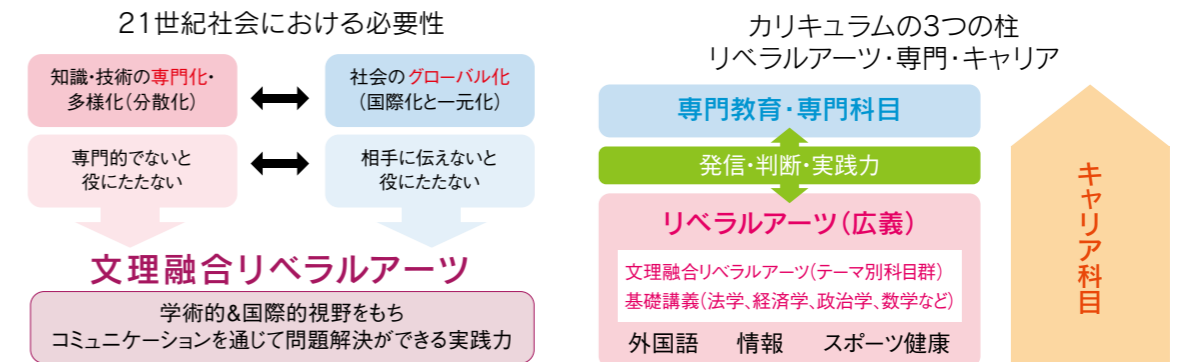 21世紀社会における必要性
知識・技術の専門化・
多様化（分散化）
社会のグローバル化
（国際化と一元化）
専門的でないと
役にたたない
相手に伝えないと
役にたたない
文理融合リベラルアーツ
学術的&国際的視野をもち
コミュニケーションを通じて問題解決ができる実践力
カリキュラムの3つの柱
リベラルアーツ・専門・キャリア
専門教育・専門科目
発信・判断・実践力
リベラルアーツ（広義）
文理融合リベラルアーツ（テーマ別科目群）
基礎講義（法学、経済学、政治学、数学など）
外国語　情報　スポーツ健康
キャリア科目